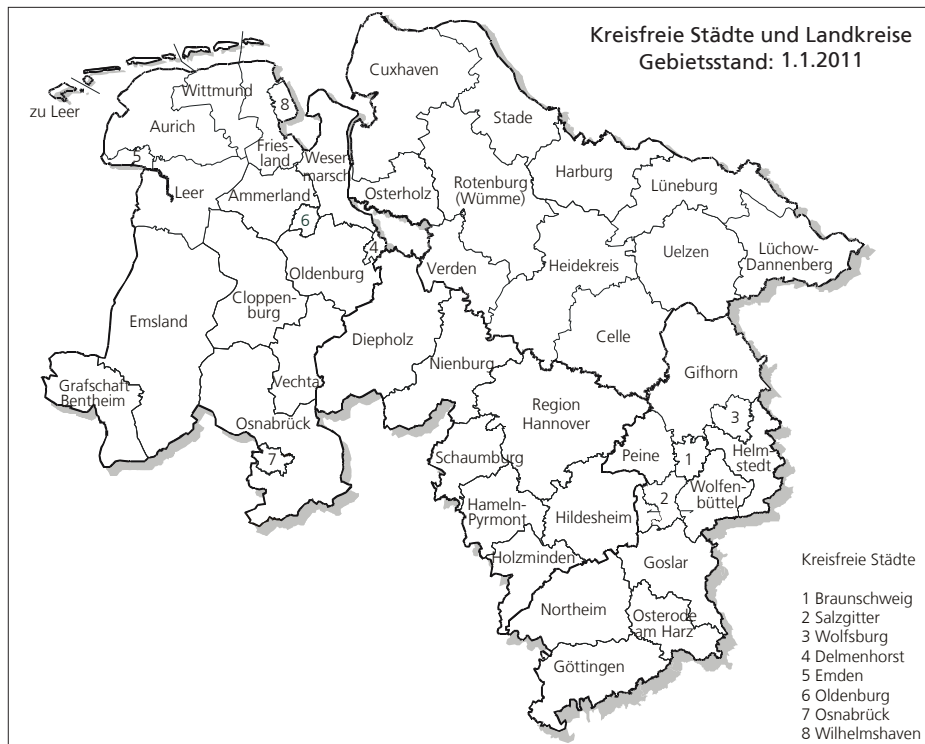 Kreisfreie Städte und Landkreise
Gebietsstand: 1.1.2011
Cuxhaven
Wittmund
8
zu Leer
Aurich
Stade
5
Fries-
land
Weser-
marsch
Harburg
Leer
Ammerland
Osterholz
Rotenburg
(Wümme)
Lüneburg
6
4
Oldenburg
Verden
Heidekreis
Uelzen
Lüchow-
Dannenberg
Cloppen-
burg
Emsland
Diepholz
Celle
Nienburg
Gifhorn
Grafschaft
Bentheim
Vechta
Region
Hannover
3
Osnabrück
7
Schaumburg
Peine
1
Helm-
stedt
2
Wolfen-
büttel
Hameln-
Pyrmont
Hildesheim
Holzminden
Goslar
Northeim
Osterode
am Harz
Göttingen
Kreisfreie Städte
1 Braunschweig
2 Salzgitter
3 Wolfsburg
4 Delmenhorst
5 Emden
6 Oldenburg
7 Osnabrück
8 Wilhelmshaven